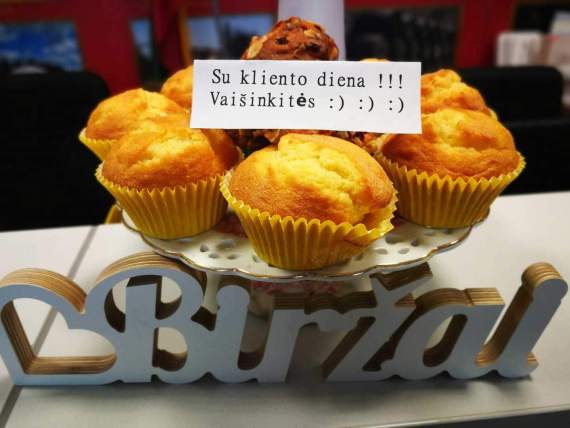 Su kliento diena !!!
Vaišinkitės :) :) :)
Biržai